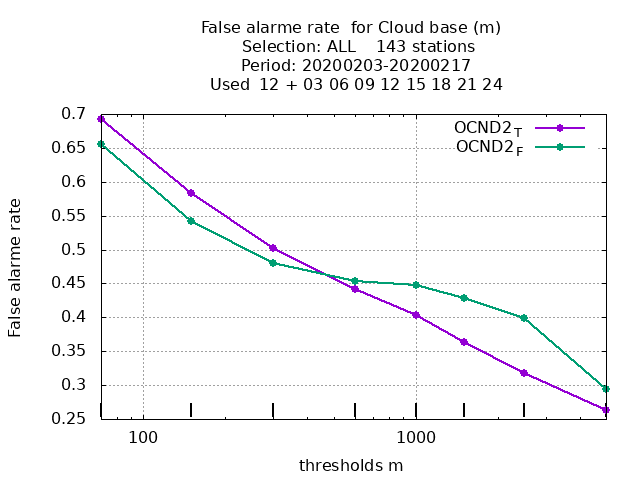 False alarme rate  for Cloud base (m)
Selection: ALL    143 stations
Period: 20200203-20200217
Used  12 + 03 06 09 12 15 18 21 24
OCND2_T
OCND2_F
False alarme rate
0.7
0.65
0.6
0.55
0.5
0.45
0.4
0.35
0.3
0.25
100 1000
thresholds m